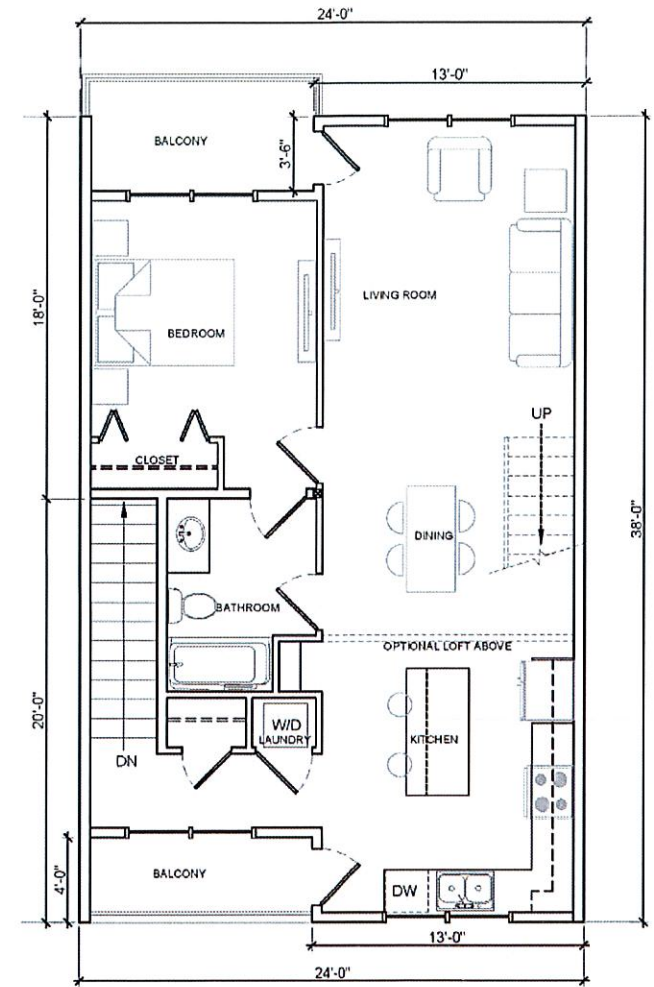 24'-0"
13'-0"
BALCONY
3'-6"
LIVING ROOM
18'-0"
BEDROOM
UP
CLOSET
38'-0"
DINING
BATHROOM
OPTIONAL LOFT ABOVE
20'-0"
W/D
LAUNDRY
KITCHEN
DN
BALCONY
4'-0"
DW
13'-0"
24'-0"